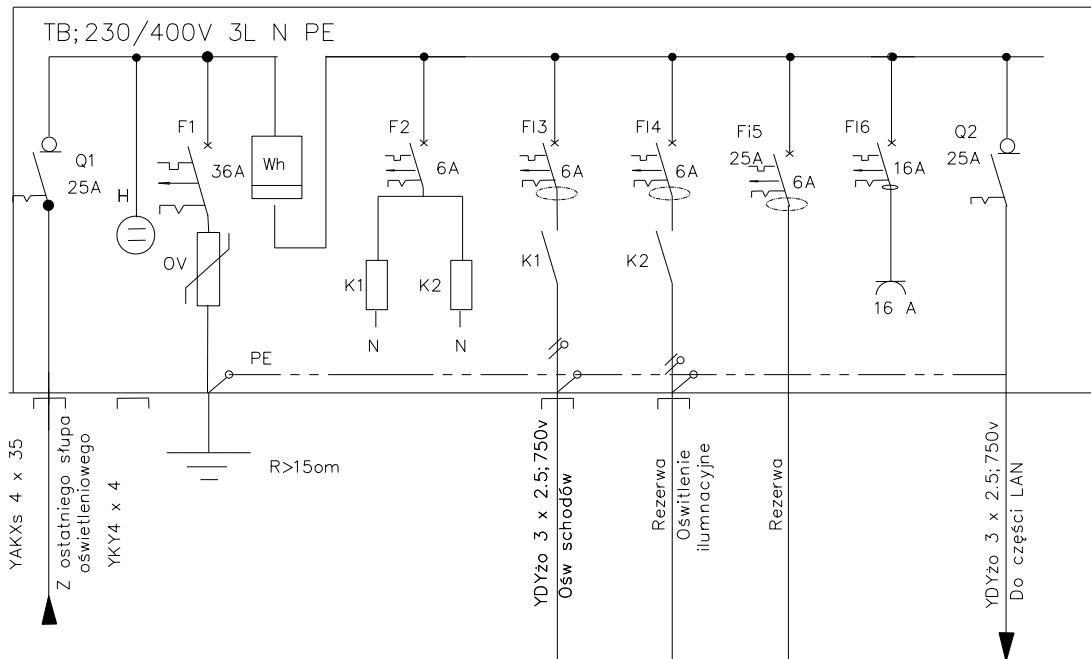 TB;230/400V 3L N PE
Q1
25A
H
F1
36A
OV
Wh
F2
6A
K1
K2
N
N
FI3
6A
K1
FI4
6A
K2
Fi5
25A
6A
FI6
16A
16 A
Q2
25A
PE
R>15om
YAKXs 4 x 35
Z ostatniego słupa
oświetleniowego
YKY4 x 4
YDYżo 3 x 2.5;750v
Ośw schodów
Rezerwa
Oświtlenie
ilumnacyjne
Rezerwa
YDYżo 3 x 2.5;750v
Do części LAN